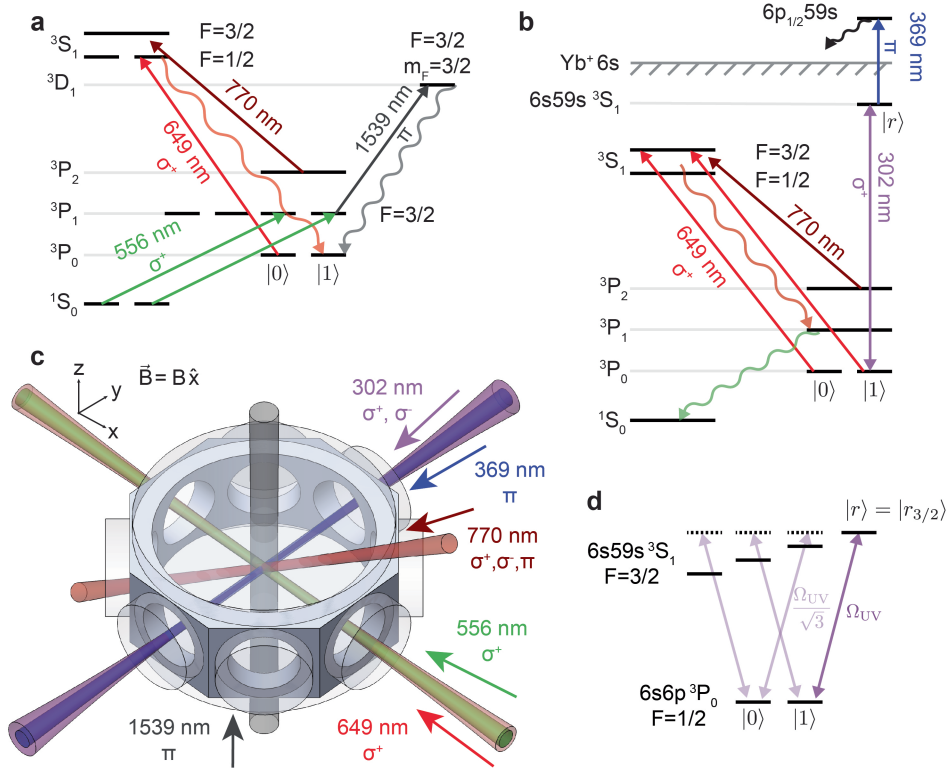 a
³S₁
F=3/2
F=1/2
³D₁
F=3/2
m_F=3/2
770 nm
1539 nm
π
649 nm
σ⁺
³P₂
³P₁
F=3/2
556 nm
σ⁺
³P₀
|0⟩
|1⟩
¹S₀
b
6p₁/₂59s
369 nm
π
Yb⁺6s
6s59s ³S₁
|r⟩
302 nm
σ⁺
³S₁
F=3/2
F=1/2
770 nm
649 nm
σ⁺
³P₂
³P₁
³P₀
|0⟩
|1⟩
¹S₀
c
z
y
x
B⃗ = Bx̂
302 nm
σ⁺, σ⁻
369 nm
π
770 nm
σ⁺,σ⁻,π
556 nm
σ⁺
649 nm
σ⁺
1539 nm
π
d
|r⟩ = |r₃/₂⟩
6s59s ³S₁
F=3/2
Ω_UV/√3
Ω_UV
6s6p ³P₀
F=1/2
|0⟩
|1⟩